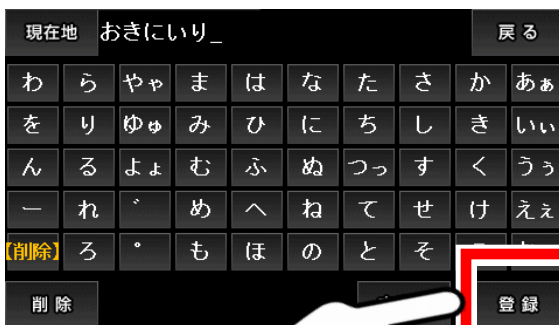 現在地 おきにいり_ 戻る
わ ら やゃ ま は な た さ か あぁ
を り ゆゅ み ひ に ち し き いぃ
ん る よょ む ふ ぬ つっ す く うぅ
ー れ ゛ め へ ね て せ け えぇ
【削除】 ろ ゜ も ほ の と そ
削除 登録